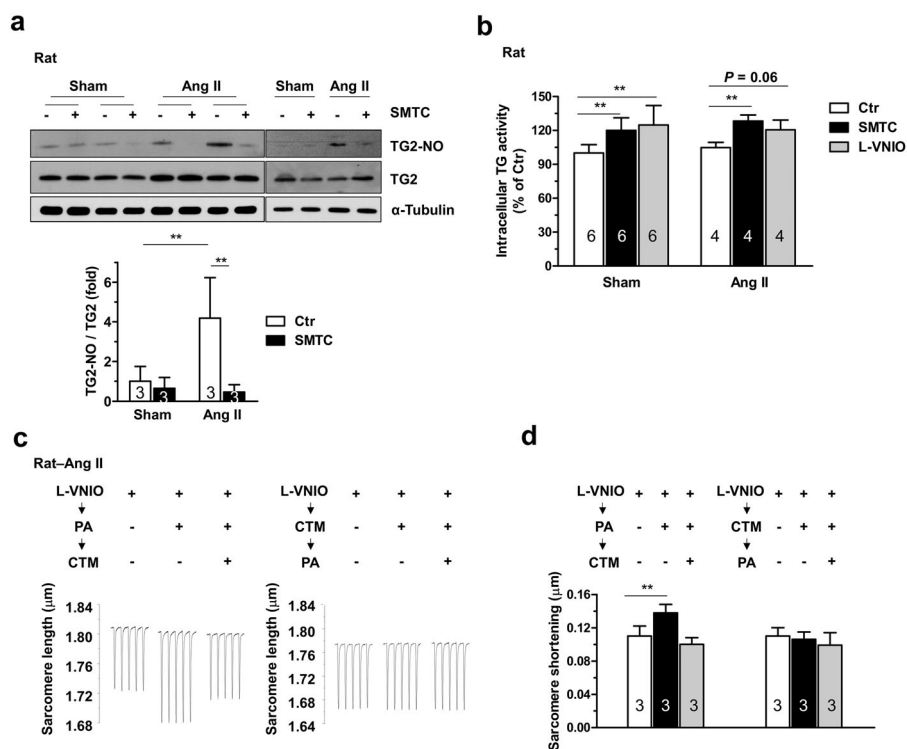 a
Rat
Sham Ang II Sham Ang II
- + - + - + - + - + - + SMTC
TG2-NO
TG2
α-Tubulin
**
**
TG2-NO / TG2 (fold)
6
4
2
0
3 3 3 3
Sham Ang II
Ctr
SMTC
b
Rat
P = 0.06
** ** **
Intracellular TG activity
(% of Ctr)
150
120
90
60
30
0
6 6 6 4 4 4
Sham Ang II
Ctr
SMTC
L-VNIO
c
Rat–Ang II
L-VNIO + + +
PA - + +
CTM - - +
Sarcomere length (μm)
1.84
1.80
1.76
1.72
1.68
L-VNIO + + +
CTM - + +
PA - - +
Sarcomere length (μm)
1.84
1.80
1.76
1.72
1.68
1.64
d
L-VNIO + + + L-VNIO + + +
PA - + + CTM - + +
CTM - - + PA - - +
**
Sarcomere shortening (μm)
0.16
0.12
0.08
0.04
0.00
3 3 3 3 3 3